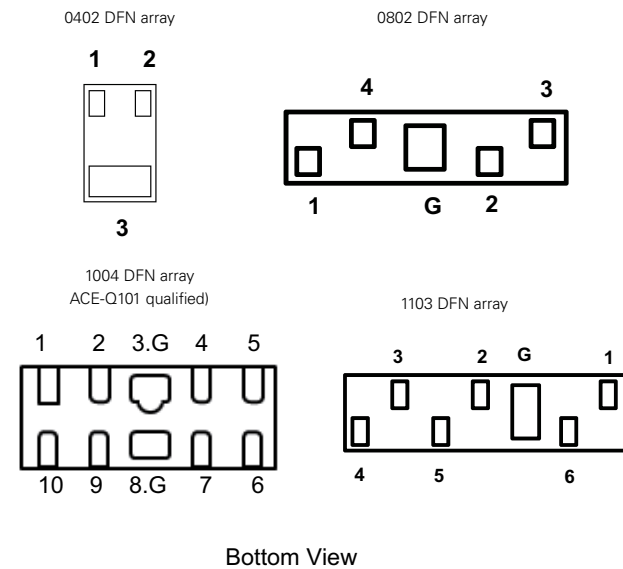 0402 DFN array
1 2
3
0802 DFN array
4 3
1 G 2
1004 DFN array
ACE-Q101 qualified)
1 2 3.G 4 5
10 9 8.G 7 6
1103 DFN array
3 2 G 1
4 5 6
Bottom View